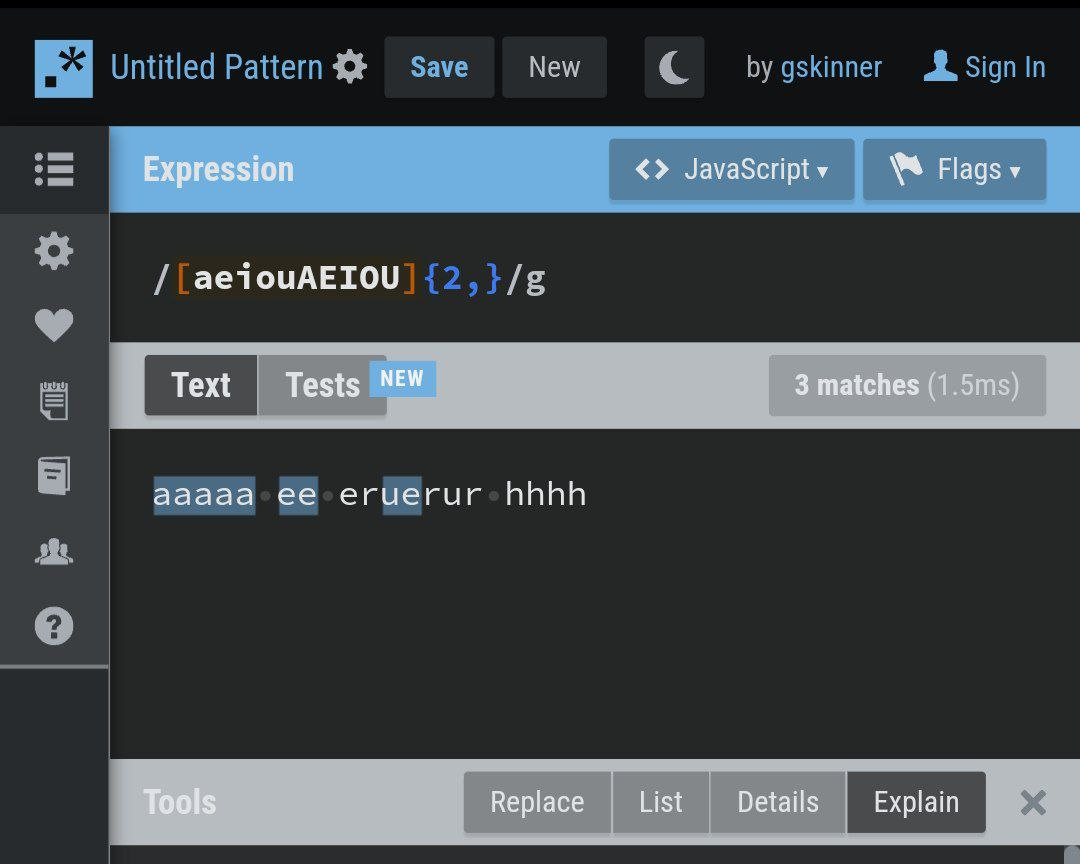 .* Untitled Pattern Save New by gskinner Sign In
Expression <> JavaScript ▾ Flags ▾
/[aeiouAEIOU]{2,}/g
Text Tests NEW 3 matches (1.5ms)
aaaaa·ee·eruerur·hhhh
?
Tools Replace List Details Explain ×